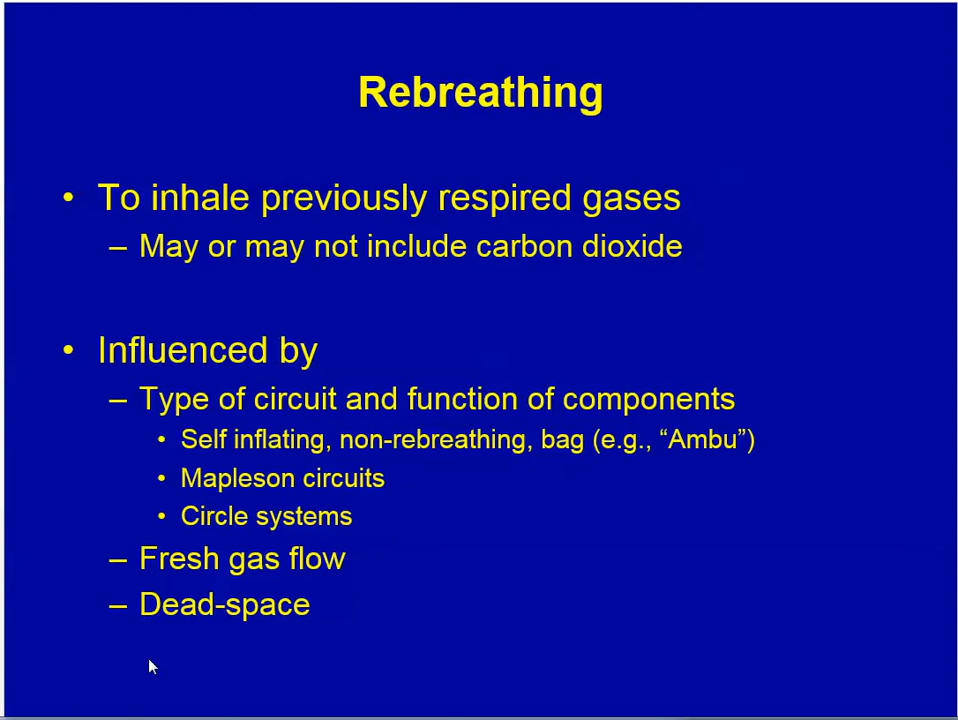 Rebreathing
• To inhale previously respired gases
– May or may not include carbon dioxide
• Influenced by
– Type of circuit and function of components
• Self inflating, non-rebreathing, bag (e.g., “Ambu”)
• Mapleson circuits
• Circle systems
– Fresh gas flow
– Dead-space